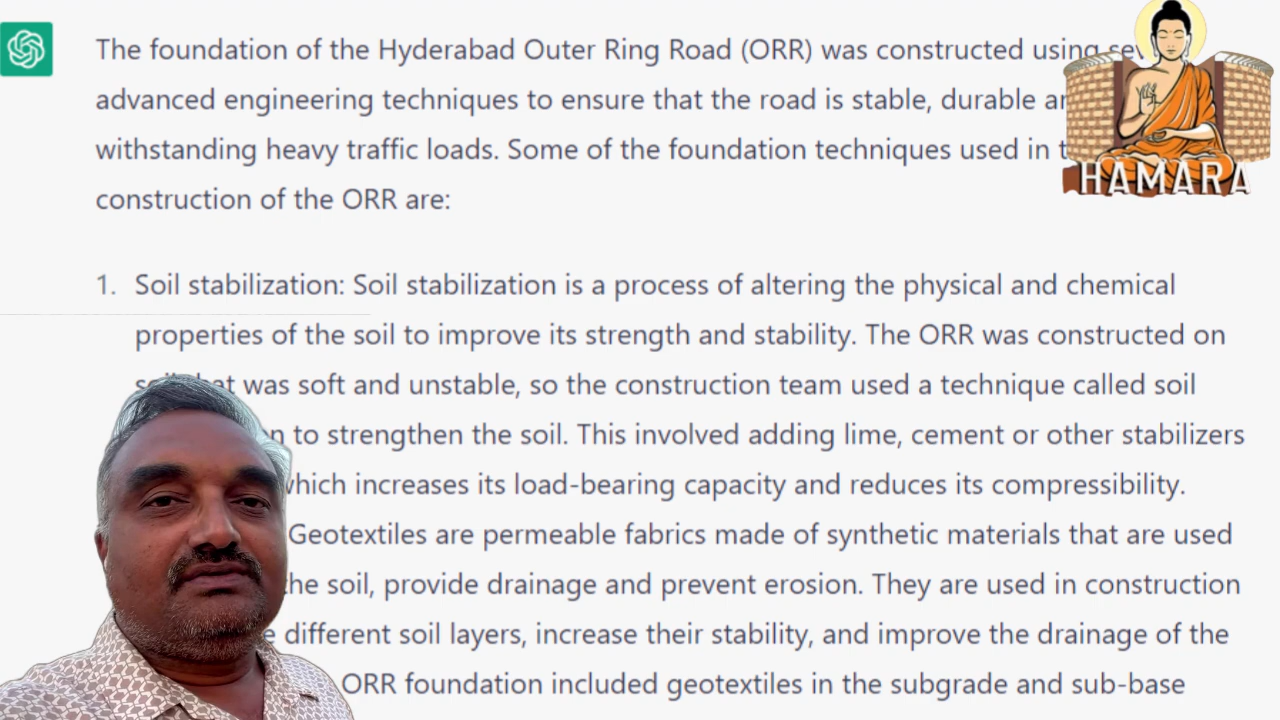 The foundation of the Hyderabad Outer Ring Road (ORR) was constructed using
advanced engineering techniques to ensure that the road is stable, durable
withstanding heavy traffic loads. Some of the foundation techniques used in
construction of the ORR are:
HAMARA
1. Soil stabilization: Soil stabilization is a process of altering the physical and chemical
properties of the soil to improve its strength and stability. The ORR was constructed on
was soft and unstable, so the construction team used a technique called soil
to strengthen the soil. This involved adding lime, cement or other stabilizers
which increases its load-bearing capacity and reduces its compressibility.
Geotextiles are permeable fabrics made of synthetic materials that are used
the soil, provide drainage and prevent erosion. They are used in construction
different soil layers, increase their stability, and improve the drainage of the
ORR foundation included geotextiles in the subgrade and sub-base